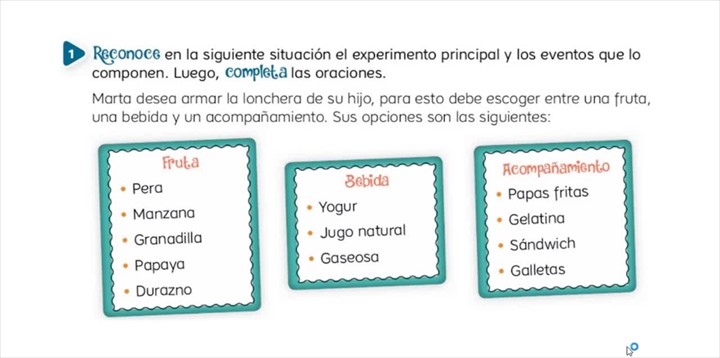 1 Reconoce en la siguiente situación el experimento principal y los eventos que lo
componen. Luego, completa las oraciones.
Marta desea armar la lonchera de su hijo, para esto debe escoger entre una fruta,
una bebida y un acompañamiento. Sus opciones son las siguientes:
Fruta
• Pera
• Manzana
• Granadilla
• Papaya
• Durazno
Bebida
• Yogur
• Jugo natural
• Gaseosa
Acompañamiento
• Papas fritas
• Gelatina
• Sándwich
• Galletas